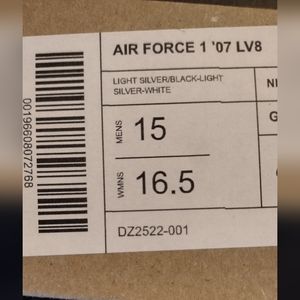 AIR FORCE 1 '07 LV8
LIGHT SILVER/BLACK-LIGHT
SILVER-WHITE
MENS 15
WMNS 16.5
DZ2522-001
00196608072768